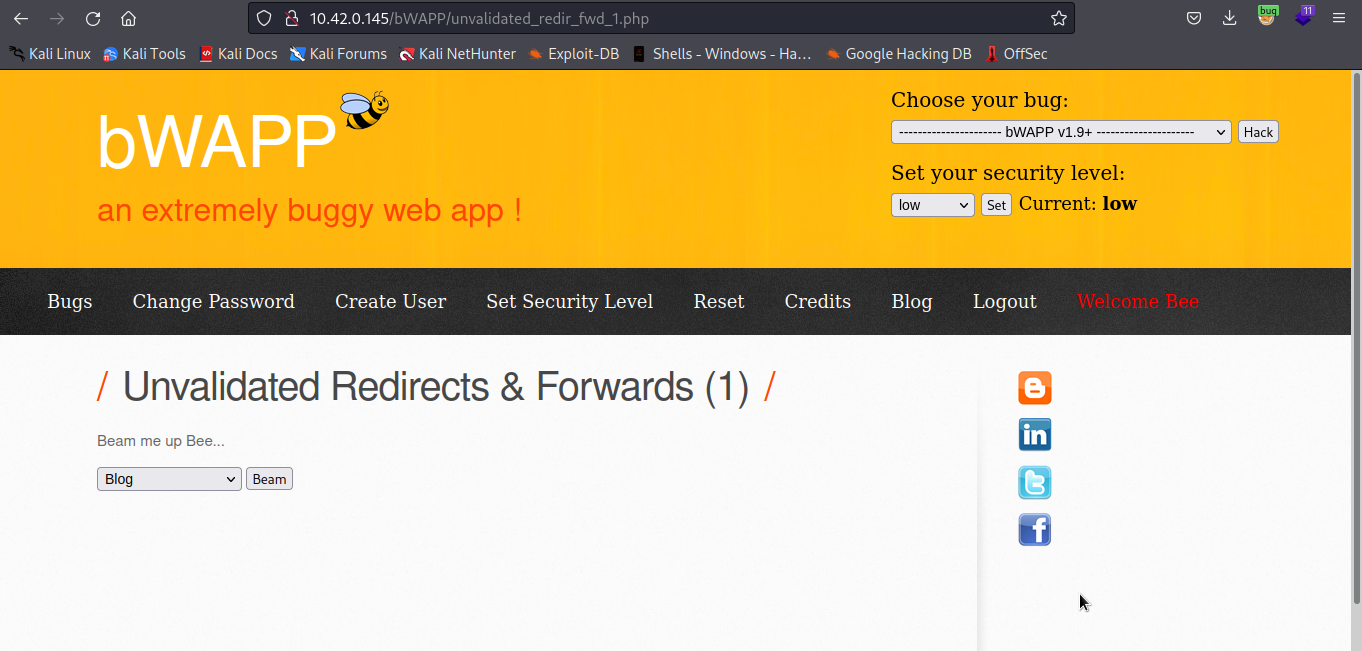 10.42.0.145/bWAPP/unvalidated_redir_fwd_1.php
bug
11
Kali Linux Kali Tools Kali Docs Kali Forums Kali NetHunter Exploit-DB Shells - Windows - Ha… Google Hacking DB OffSec
bWAPP
an extremely buggy web app !
Choose your bug:
---------------------- bWAPP v1.9+ --------------------- Hack
Set your security level:
low Set Current: low
Bugs Change Password Create User Set Security Level Reset Credits Blog Logout Welcome Bee
/ Unvalidated Redirects & Forwards (1) /
Beam me up Bee...
Blog Beam
in